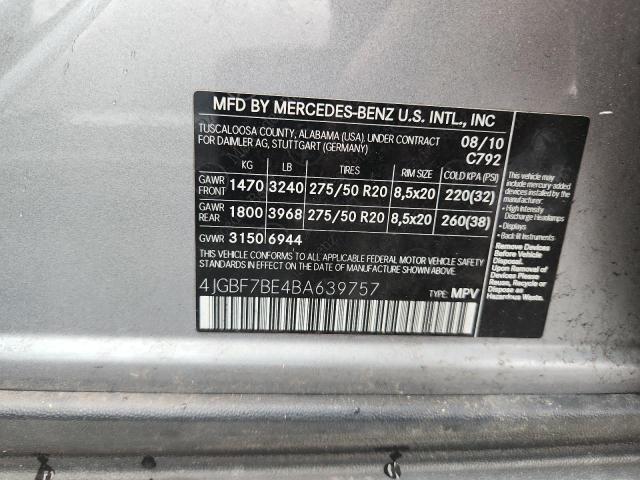 MFD BY MERCEDES-BENZ U.S. INTL., INC
TUSCALOOSA COUNTY, ALABAMA (USA), UNDER CONTRACT
FOR DAIMLER AG, STUTTGART (GERMANY)
08/10
C792
KG LB TIRES RIM SIZE COLD KPA (PSI)
GAWR FRONT 1470 3240 275/50 R20 8,5x20 220(32)
GAWR REAR 1800 3968 275/50 R20 8,5x20 260(38)
GVWR 3150 6944
THIS VEHICLE CONFORMS TO ALL APPLICABLE FEDERAL MOTOR VEHICLE SAFETY
STANDARDS IN EFFECT ON THE DATE OF MANUFACTURE SHOWN ABOVE.
4JGBF7BE4BA639757
TYPE: MPV
This vehicle may
include mercury-added
devices installed by the
manufacturer:
- High Intensity
Discharge Headlamps
- Displays
- Back lit Instruments
Remove Devices
Before Vehicle
Disposal.
Upon Removal of
Devices Please
Reuse, Recycle or
Dispose as
Hazardous Waste.